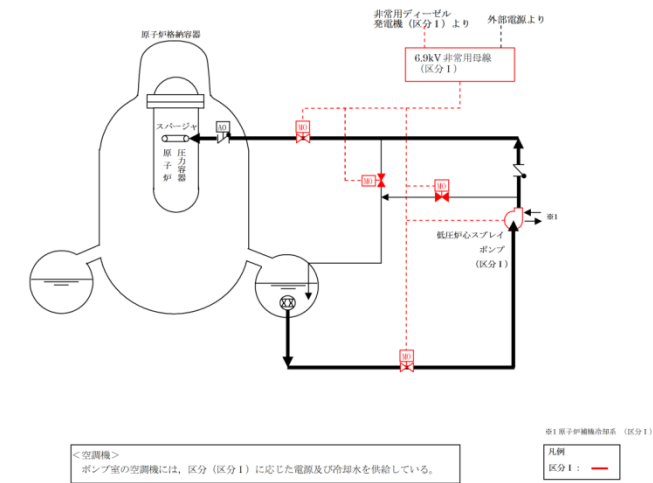 非常用ディーゼル
発電機（区分Ⅰ）より
外部電源より
原子炉格納容器
6.9kV 非常用母線
（区分Ⅰ）
スパージャ
AO
MO
原子炉
圧力容器
MO
MO
※1
低圧炉心スプレイ
ポンプ
（区分Ⅰ）
MO
※1 原子炉補機冷却系 （区分Ⅰ）
＜空調機＞
ポンプ室の空調機には，区分（区分Ⅰ）に応じた電源及び冷却水を供給している。
凡例
区分Ⅰ：